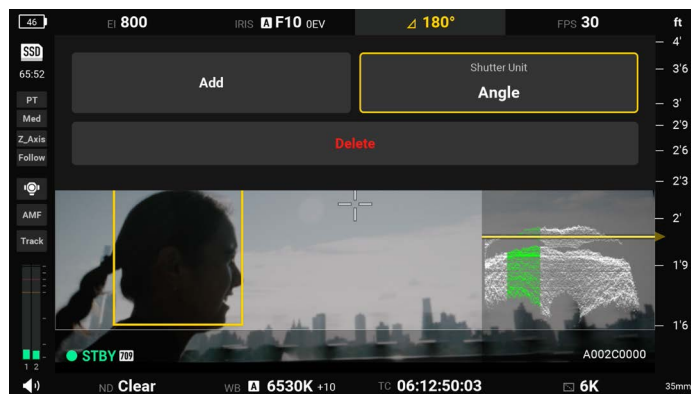 46
EI 800
IRIS A F10 0EV
180°
FPS 30
ft
SSD
65:52
PT
Med
Z_Axis
Follow
AMF
Track
1 2
Add
Shutter Unit
Angle
Delete
4'
3'6
3'
2'9
2'6
2'3
2'
1'9
1'6
STBY 709
A002C0000
ND Clear
WB A 6530K +10
TC 06:12:50:03
6K
35mm